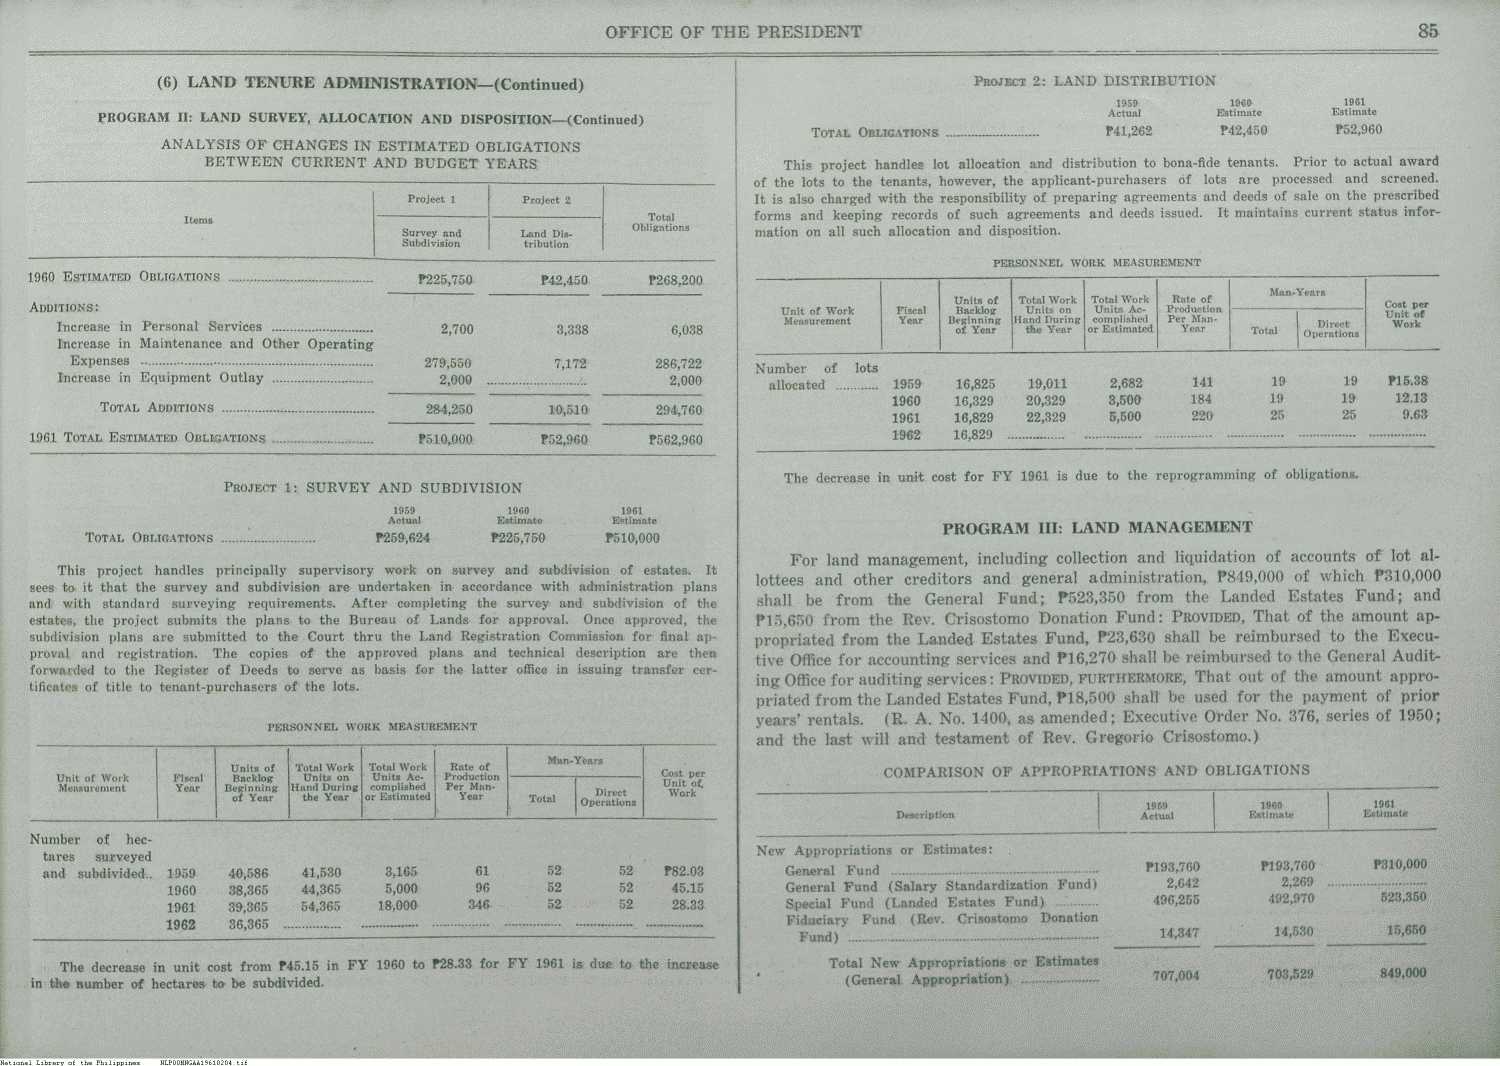 OFFICE OF THE PRESIDENT 85
(6) LAND TENURE ADMINISTRATION—(Continued)
PROGRAM II: LAND SURVEY, ALLOCATION AND DISPOSITION—(Continued)
ANALYSIS OF CHANGES IN ESTIMATED OBLIGATIONS
BETWEEN CURRENT AND BUDGET YEARS
Items
Project 1 Project 2
Survey and Subdivision Land Dis-tribution Total Obligations
1960 ESTIMATED OBLIGATIONS ₱225,750 ₱42,450 ₱268,200
ADDITIONS:
Increase in Personal Services 2,700 3,338 6,038
Increase in Maintenance and Other Operating
Expenses 279,550 7,172 286,722
Increase in Equipment Outlay 2,000 2,000
TOTAL ADDITIONS 284,250 10,510 294,760
1961 TOTAL ESTIMATED OBLIGATIONS ₱510,000 ₱52,960 ₱562,960
PROJECT 1: SURVEY AND SUBDIVISION
1959 1960 1961
Actual Estimate Estimate
TOTAL OBLIGATIONS ₱259,624 ₱225,750 ₱510,000
This project handles principally supervisory work on survey and subdivision of estates. It
sees to it that the survey and subdivision are undertaken in accordance with administration plans
and with standard surveying requirements. After completing the survey and subdivision of the
estates, the project submits the plans to the Bureau of Lands for approval. Once approved, the
subdivision plans are submitted to the Court thru the Land Registration Commission for final ap-
proval and registration. The copies of the approved plans and technical description are then
forwarded to the Register of Deeds to serve as basis for the latter office in issuing transfer cer-
tificates of title to tenant-purchasers of the lots.
PERSONNEL WORK MEASUREMENT
Unit of Work Measurement
Fiscal Year
Units of Backlog Beginning of Year
Total Work Units on Hand During the Year
Total Work Units Ac-complished or Estimated
Rate of Production Per Man-Year
Man-Years
Total
Direct Operations
Cost per Unit of. Work
Number of hec-
tares surveyed
and subdivided.. 1959 40,586 41,530 3,165 61 52 52 ₱82.03
1960 38,365 44,365 5,000 96 52 52 45.15
1961 39,365 54,365 18,000 346 52 52 28.33
1962 36,365
The decrease in unit cost from ₱45.15 in FY 1960 to ₱28.33 for FY 1961 is due to the increase
in the number of hectares to be subdivided.
PROJECT 2: LAND DISTRIBUTION
1959 1960 1961
Actual Estimate Estimate
TOTAL OBLIGATIONS ₱41,262 ₱42,450 ₱52,960
This project handles lot allocation and distribution to bona-fide tenants. Prior to actual award
of the lots to the tenants, however, the applicant-purchasers of lots are processed and screened.
It is also charged with the responsibility of preparing agreements and deeds of sale on the prescribed
forms and keeping records of such agreements and deeds issued. It maintains current status infor-
mation on all such allocation and disposition.
PERSONNEL WORK MEASUREMENT
Unit of Work Measurement
Fiscal Year
Units of Backlog Beginning of Year
Total Work Units on Hand During the Year
Total Work Units Ac-complished or Estimated
Rate of Production Per Man-Year
Man-Years
Total
Direct Operations
Cost per Unit of Work
Number of lots
allocated 1959 16,825 19,011 2,682 141 19 19 ₱15.38
1960 16,329 20,329 3,500 184 19 19 12.13
1961 16,829 22,329 5,500 220 25 25 9.63
1962 16,829
The decrease in unit cost for FY 1961 is due to the reprogramming of obligations.
PROGRAM III: LAND MANAGEMENT
For land management, including collection and liquidation of accounts of lot al-
lottees and other creditors and general administration, ₱849,000 of which ₱310,000
shall be from the General Fund; ₱523,350 from the Landed Estates Fund; and
₱15,650 from the Rev. Crisostomo Donation Fund: PROVIDED, That of the amount ap-
propriated from the Landed Estates Fund, ₱23,630 shall be reimbursed to the Execu-
tive Office for accounting services and ₱16,270 shall be reimbursed to the General Audit-
ing Office for auditing services: PROVIDED, FURTHERMORE, That out of the amount appro-
priated from the Landed Estates Fund, ₱18,500 shall be used for the payment of prior
years' rentals. (R. A. No. 1400, as amended; Executive Order No. 376, series of 1950;
and the last will and testament of Rev. Gregorio Crisostomo.)
COMPARISON OF APPROPRIATIONS AND OBLIGATIONS
Description 1959 Actual 1960 Estimate 1961 Estimate
New Appropriations or Estimates:
General Fund ₱193,760 ₱193,760 ₱310,000
General Fund (Salary Standardization Fund) 2,642 2,269
Special Fund (Landed Estates Fund) 496,255 492,970 523,350
Fiduciary Fund (Rev. Crisostomo Donation
Fund) 14,347 14,530 15,650
Total New Appropriations or Estimates
(General Appropriation) 707,004 703,529 849,000
National Library of the Philippines NLPOOMNGAA19610204.tif